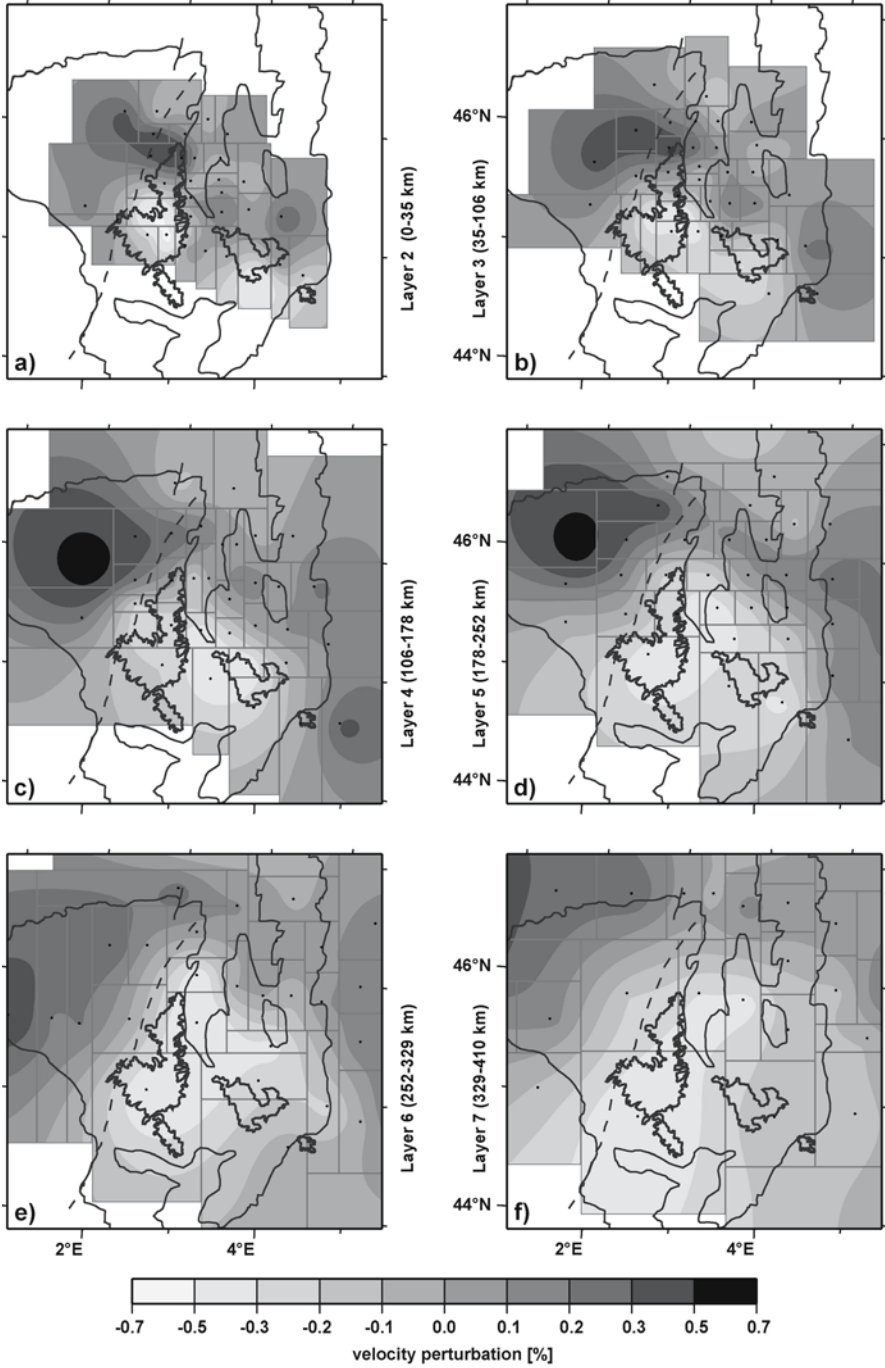 a)
Layer 2 (0-35 km)
46°N
44°N
Layer 3 (35-106 km)
b)
c)
Layer 4 (106-178 km)
46°N
44°N
Layer 5 (178-252 km)
d)
e)
Layer 6 (252-329 km)
46°N
44°N
Layer 7 (329-410 km)
f)
2°E 4°E 2°E 4°E
-0.7 -0.5 -0.3 -0.2 -0.1 0.0 0.1 0.2 0.3 0.5 0.7
velocity perturbation [%]